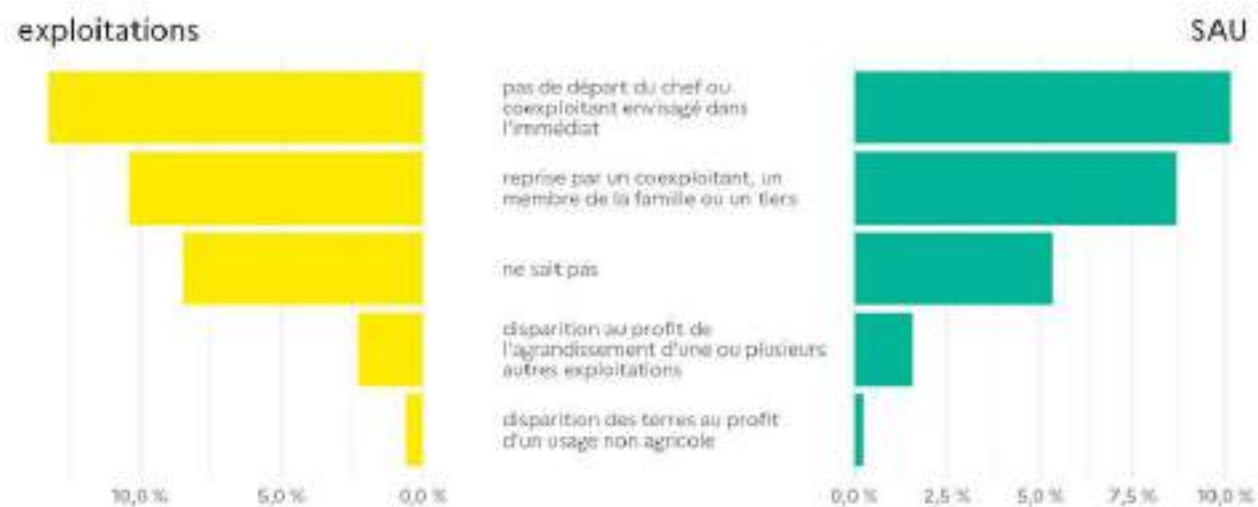 exploitations
SAU
pas de départ du chef ou
coexploitant envisagé dans
l'immédiat
reprise par un coexploitant, un
membre de la famille ou un tiers
ne sait pas
disparition au profit de
l'agrandissement d'une ou plusieurs
autres exploitations
disparition des terres au profit
d'un usage non agricole
10,0 % 5,0 % 0,0 % 0,0 % 2,5 % 5,0 % 7,5 % 10,0 %